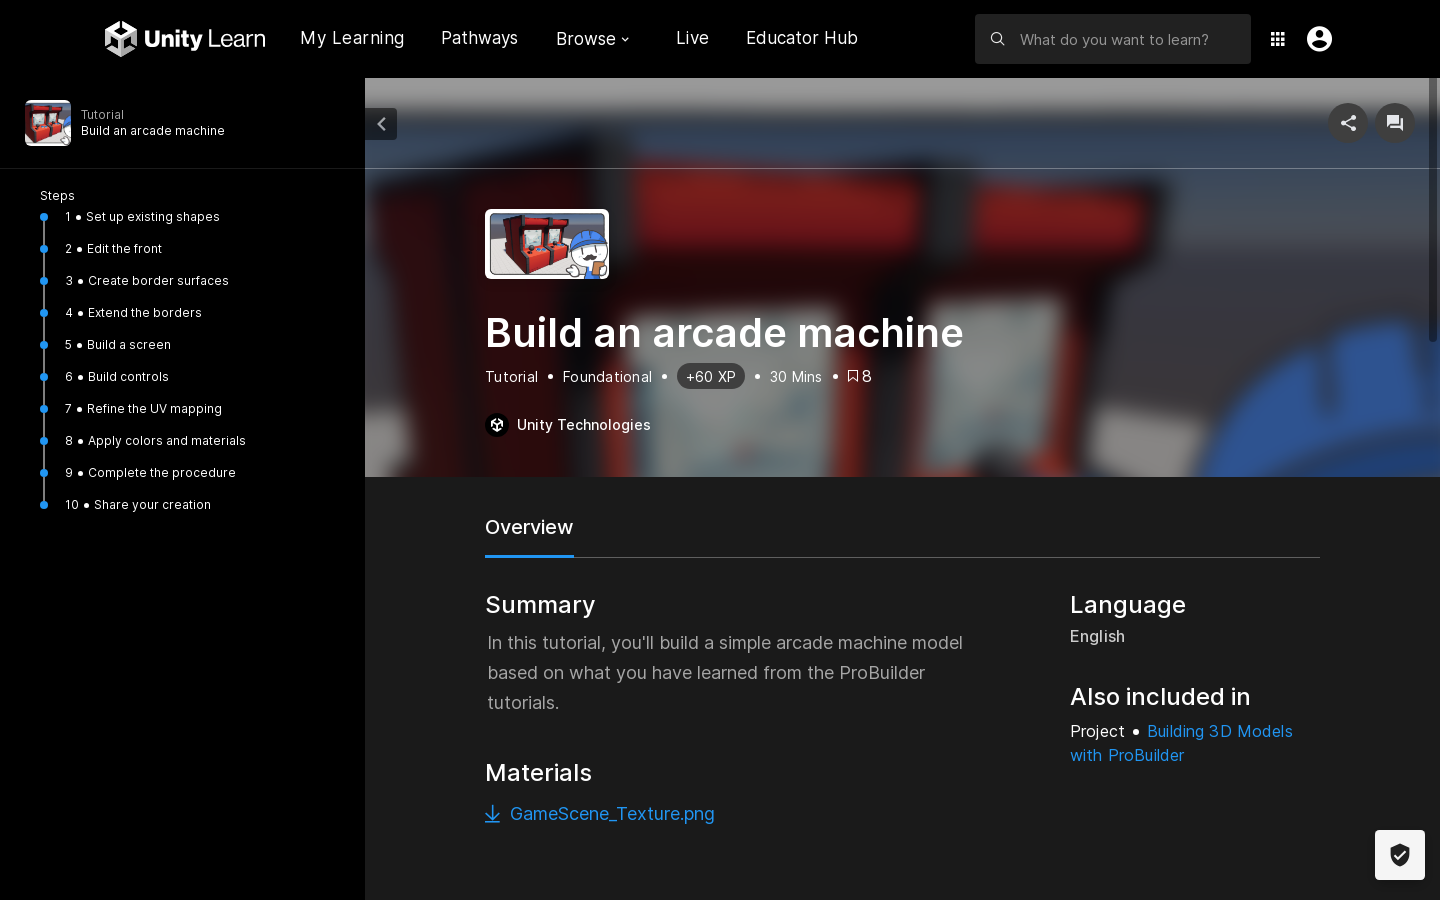 Unity Learn
My Learning
Pathways
Browse
Live
Educator Hub
What do you want to learn?
Tutorial
Build an arcade machine
Steps
1 • Set up existing shapes
2 • Edit the front
3 • Create border surfaces
4 • Extend the borders
5 • Build a screen
6 • Build controls
7 • Refine the UV mapping
8 • Apply colors and materials
9 • Complete the procedure
10 • Share your creation
Build an arcade machine
Tutorial • Foundational • +60 XP • 30 Mins • 8
Unity Technologies
Overview
Summary
In this tutorial, you'll build a simple arcade machine model
based on what you have learned from the ProBuilder
tutorials.
Materials
GameScene_Texture.png
Language
English
Also included in
Project • Building 3D Models
with ProBuilder